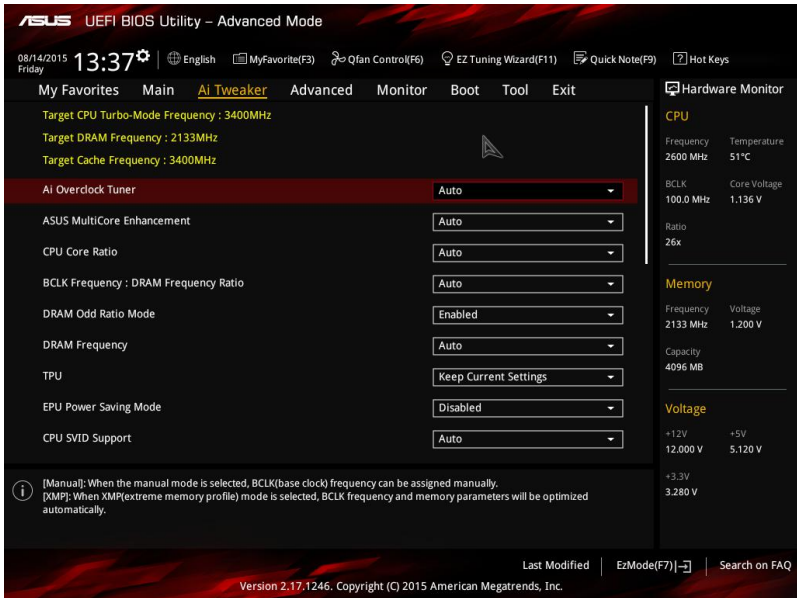 ASUS UEFI BIOS Utility – Advanced Mode
08/14/2015
Friday
13:37
English
MyFavorite(F3)
Qfan Control(F6)
EZ Tuning Wizard(F11)
Quick Note(F9)
? Hot Keys
My Favorites
Main
Ai Tweaker
Advanced
Monitor
Boot
Tool
Exit
Target CPU Turbo-Mode Frequency : 3400MHz
Target DRAM Frequency : 2133MHz
Target Cache Frequency : 3400MHz
Ai Overclock Tuner Auto
ASUS MultiCore Enhancement Auto
CPU Core Ratio Auto
BCLK Frequency : DRAM Frequency Ratio Auto
DRAM Odd Ratio Mode Enabled
DRAM Frequency Auto
TPU Keep Current Settings
EPU Power Saving Mode Disabled
CPU SVID Support Auto
[Manual]: When the manual mode is selected, BCLK(base clock) frequency can be assigned manually.
[XMP]: When XMP(extreme memory profile) mode is selected, BCLK frequency and memory parameters will be optimized
automatically.
Hardware Monitor
CPU
Frequency Temperature
2600 MHz 51°C
BCLK Core Voltage
100.0 MHz 1.136 V
Ratio
26x
Memory
Frequency Voltage
2133 MHz 1.200 V
Capacity
4096 MB
Voltage
+12V +5V
12.000 V 5.120 V
+3.3V
3.280 V
Last Modified
EzMode(F7)
Search on FAQ
Version 2.17.1246. Copyright (C) 2015 American Megatrends, Inc.